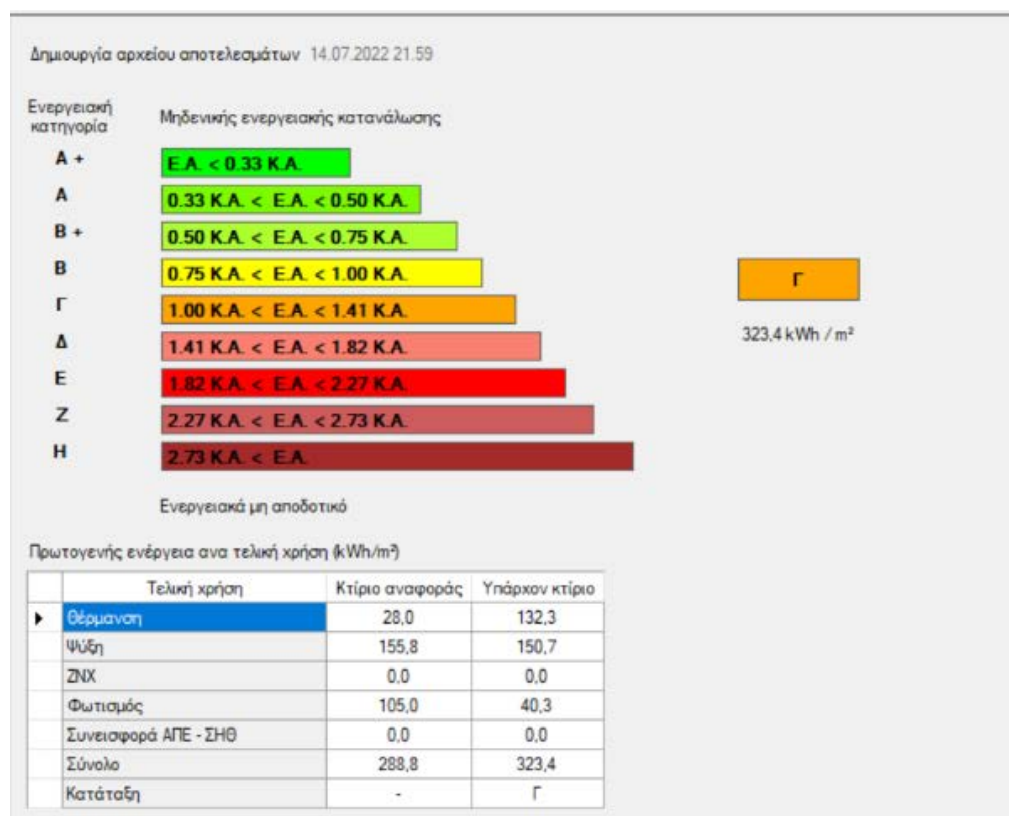 Δημιουργία αρχείου αποτελεσμάτων 14.07.2022 21:59
Ενεργειακή κατηγορία
Μηδενικής ενεργειακής κατανάλωσης
A + E.A. < 0.33 K.A.
A 0.33 K.A. < E.A. < 0.50 K.A.
B + 0.50 K.A. < E.A. < 0.75 K.A.
B 0.75 K.A. < E.A. < 1.00 K.A.
Γ 1.00 K.A. < E.A. < 1.41 K.A.
Δ 1.41 K.A. < E.A. < 1.82 K.A.
E 1.82 K.A. < E.A. < 2.27 K.A.
Z 2.27 K.A. < E.A. < 2.73 K.A.
H 2.73 K.A. < E.A.
Γ
323,4 kWh / m²
Ενεργειακά μη αποδοτικό
Πρωτογενής ενέργεια ανα τελική χρήση (kWh/m²)
Τελική χρήση Κτίριο αναφοράς Υπάρχον κτίριο
Θέρμανση 28,0 132,3
Ψύξη 155,8 150,7
ZNX 0,0 0,0
Φωτισμός 105,0 40,3
Συνεισφορά ΑΠΕ - ΣΗΘ 0,0 0,0
Σύνολο 288,8 323,4
Κατάταξη - Γ